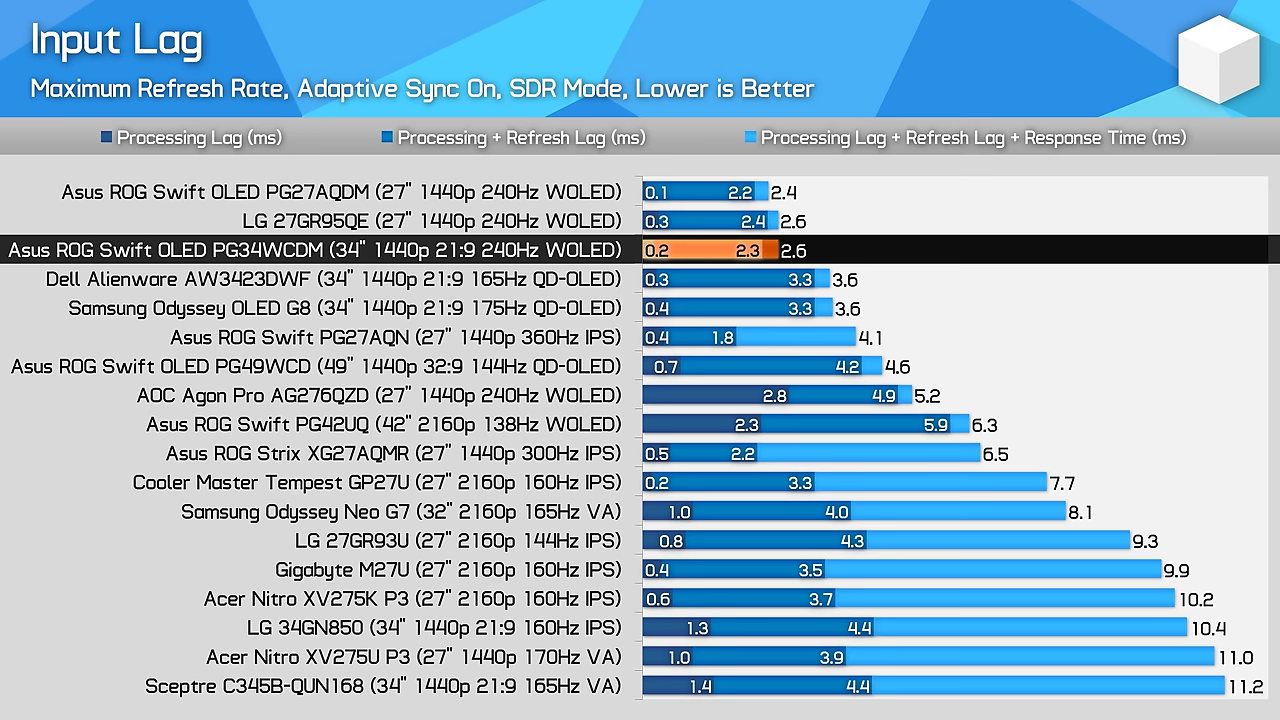 Input Lag
Maximum Refresh Rate, Adaptive Sync On, SDR Mode, Lower is Better
Processing Lag (ms) Processing + Refresh Lag (ms) Processing Lag + Refresh Lag + Response Time (ms)
Asus ROG Swift OLED PG27AQDM (27" 1440p 240Hz WOLED) 0.1 2.2 2.4
LG 27GR95QE (27" 1440p 240Hz WOLED) 0.3 2.4 2.6
Asus ROG Swift OLED PG34WCDM (34" 1440p 21:9 240Hz WOLED) 0.2 2.3 2.6
Dell Alienware AW3423DWF (34" 1440p 21:9 165Hz QD-OLED) 0.3 3.3 3.6
Samsung Odyssey OLED G8 (34" 1440p 21:9 175Hz QD-OLED) 0.4 3.3 3.6
Asus ROG Swift PG27AQN (27" 1440p 360Hz IPS) 0.4 1.8 4.1
Asus ROG Swift OLED PG49WCD (49" 1440p 32:9 144Hz QD-OLED) 0.7 4.2 4.6
AOC Agon Pro AG276QZD (27" 1440p 240Hz WOLED) 2.8 4.9 5.2
Asus ROG Swift PG42UQ (42" 2160p 138Hz WOLED) 2.3 5.9 6.3
Asus ROG Strix XG27AQMR (27" 1440p 300Hz IPS) 0.5 2.2 6.5
Cooler Master Tempest GP27U (27" 2160p 160Hz IPS) 0.2 3.3 7.7
Samsung Odyssey Neo G7 (32" 2160p 165Hz VA) 1.0 4.0 8.1
LG 27GR93U (27" 2160p 144Hz IPS) 0.8 4.3 9.3
Gigabyte M27U (27" 2160p 160Hz IPS) 0.4 3.5 9.9
Acer Nitro XV275K P3 (27" 2160p 160Hz IPS) 0.6 3.7 10.2
LG 34GN850 (34" 1440p 21:9 160Hz IPS) 1.3 4.4 10.4
Acer Nitro XV275U P3 (27" 1440p 170Hz VA) 1.0 3.9 11.0
Sceptre C345B-QUN168 (34" 1440p 21:9 165Hz VA) 1.4 4.4 11.2